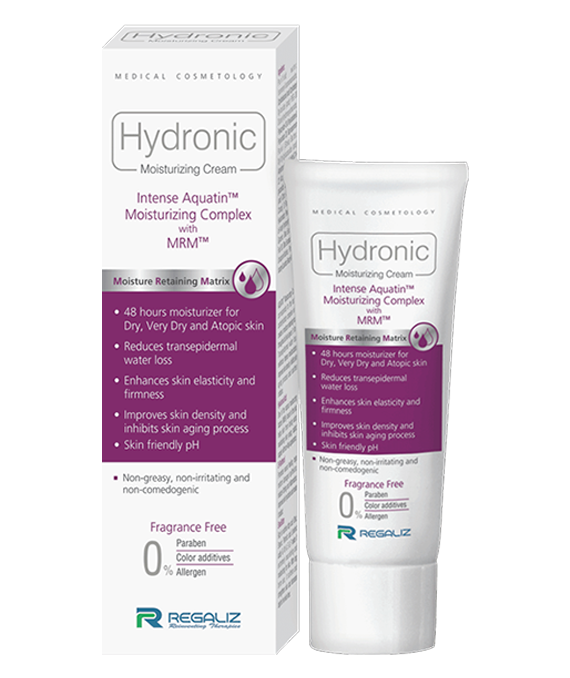 Hydronic
Moisturizing Cream
MEDICAL COSMETOLOGY
Hydronic
Moisturizing Cream
Intense Aquatin™
Moisturizing Complex
with
MRM™
Moisture Retaining Matrix
• 48 hours moisturizer for
Dry, Very Dry and Atopic skin
• Reduces transepidermal
water loss
• Enhances skin elasticity and
firmness
• Improves skin density and
inhibits skin aging process
• Skin friendly pH
• Non-greasy, non-irritating and
non-comedogenic
Fragrance Free
0%
Paraben
Color additives
Allergen
REGALIZ
Reinventing Therapies
MEDICAL COSMETOLOGY
Hydronic
Moisturizing Cream
Intense Aquatin™
Moisturizing Complex
with
MRM™
Moisture Retaining Matrix
• 48 hours moisturizer for
Dry, Very Dry and Atopic skin
• Reduces transepidermal
water loss
• Enhances skin elasticity and
firmness
• Improves skin density and
inhibits skin aging process
• Skin friendly pH
• Non-greasy, non-irritating and
non-comedogenic
Fragrance Free
0%
Paraben
Color additives
Allergen
REGALIZ